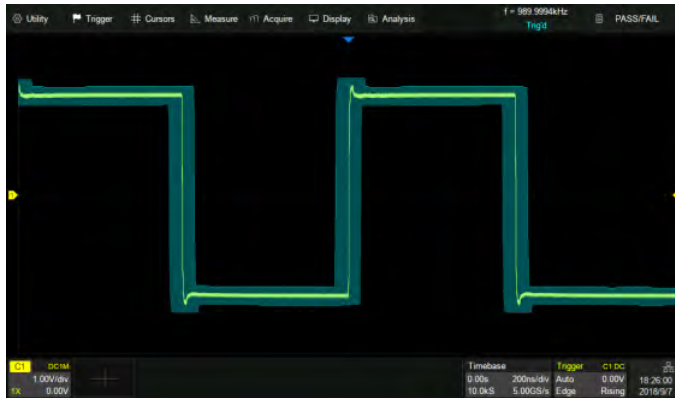 Utility Trigger Cursors Measure Acquire Display Analysis f = 989.9994kHz PASS/FAIL
Trig'd
C1 DC1M
1.00V/div
1X 0.00V
Timebase
0.00s 200ns/div
10.0kS 5.00GS/s
Trigger C1 DC
Auto 0.00V
Edge Rising
18:26:00
2018/9/7